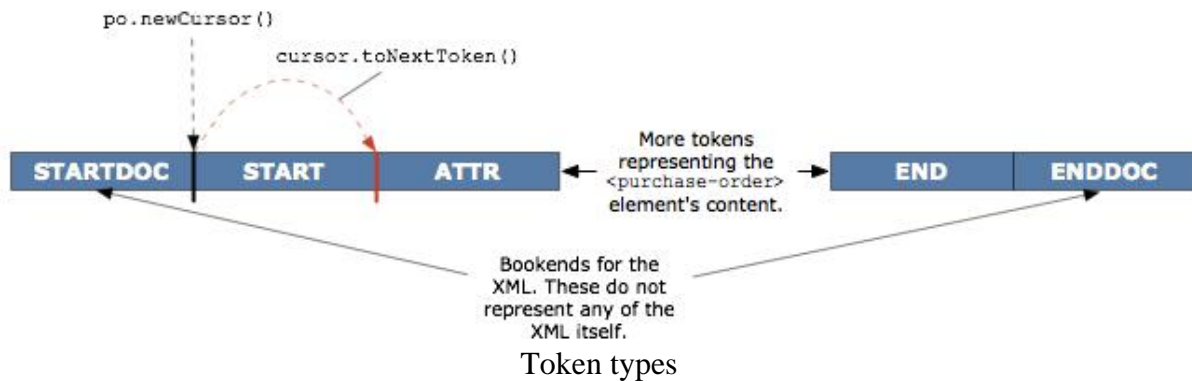 po.newCursor()
cursor.toNextToken()
STARTDOC
START
ATTR
More tokens
representing the
<purchase-order>
element's content.
END
ENDDOC
Bookends for the
XML. These do not
represent any of the
XML itself.
Token types